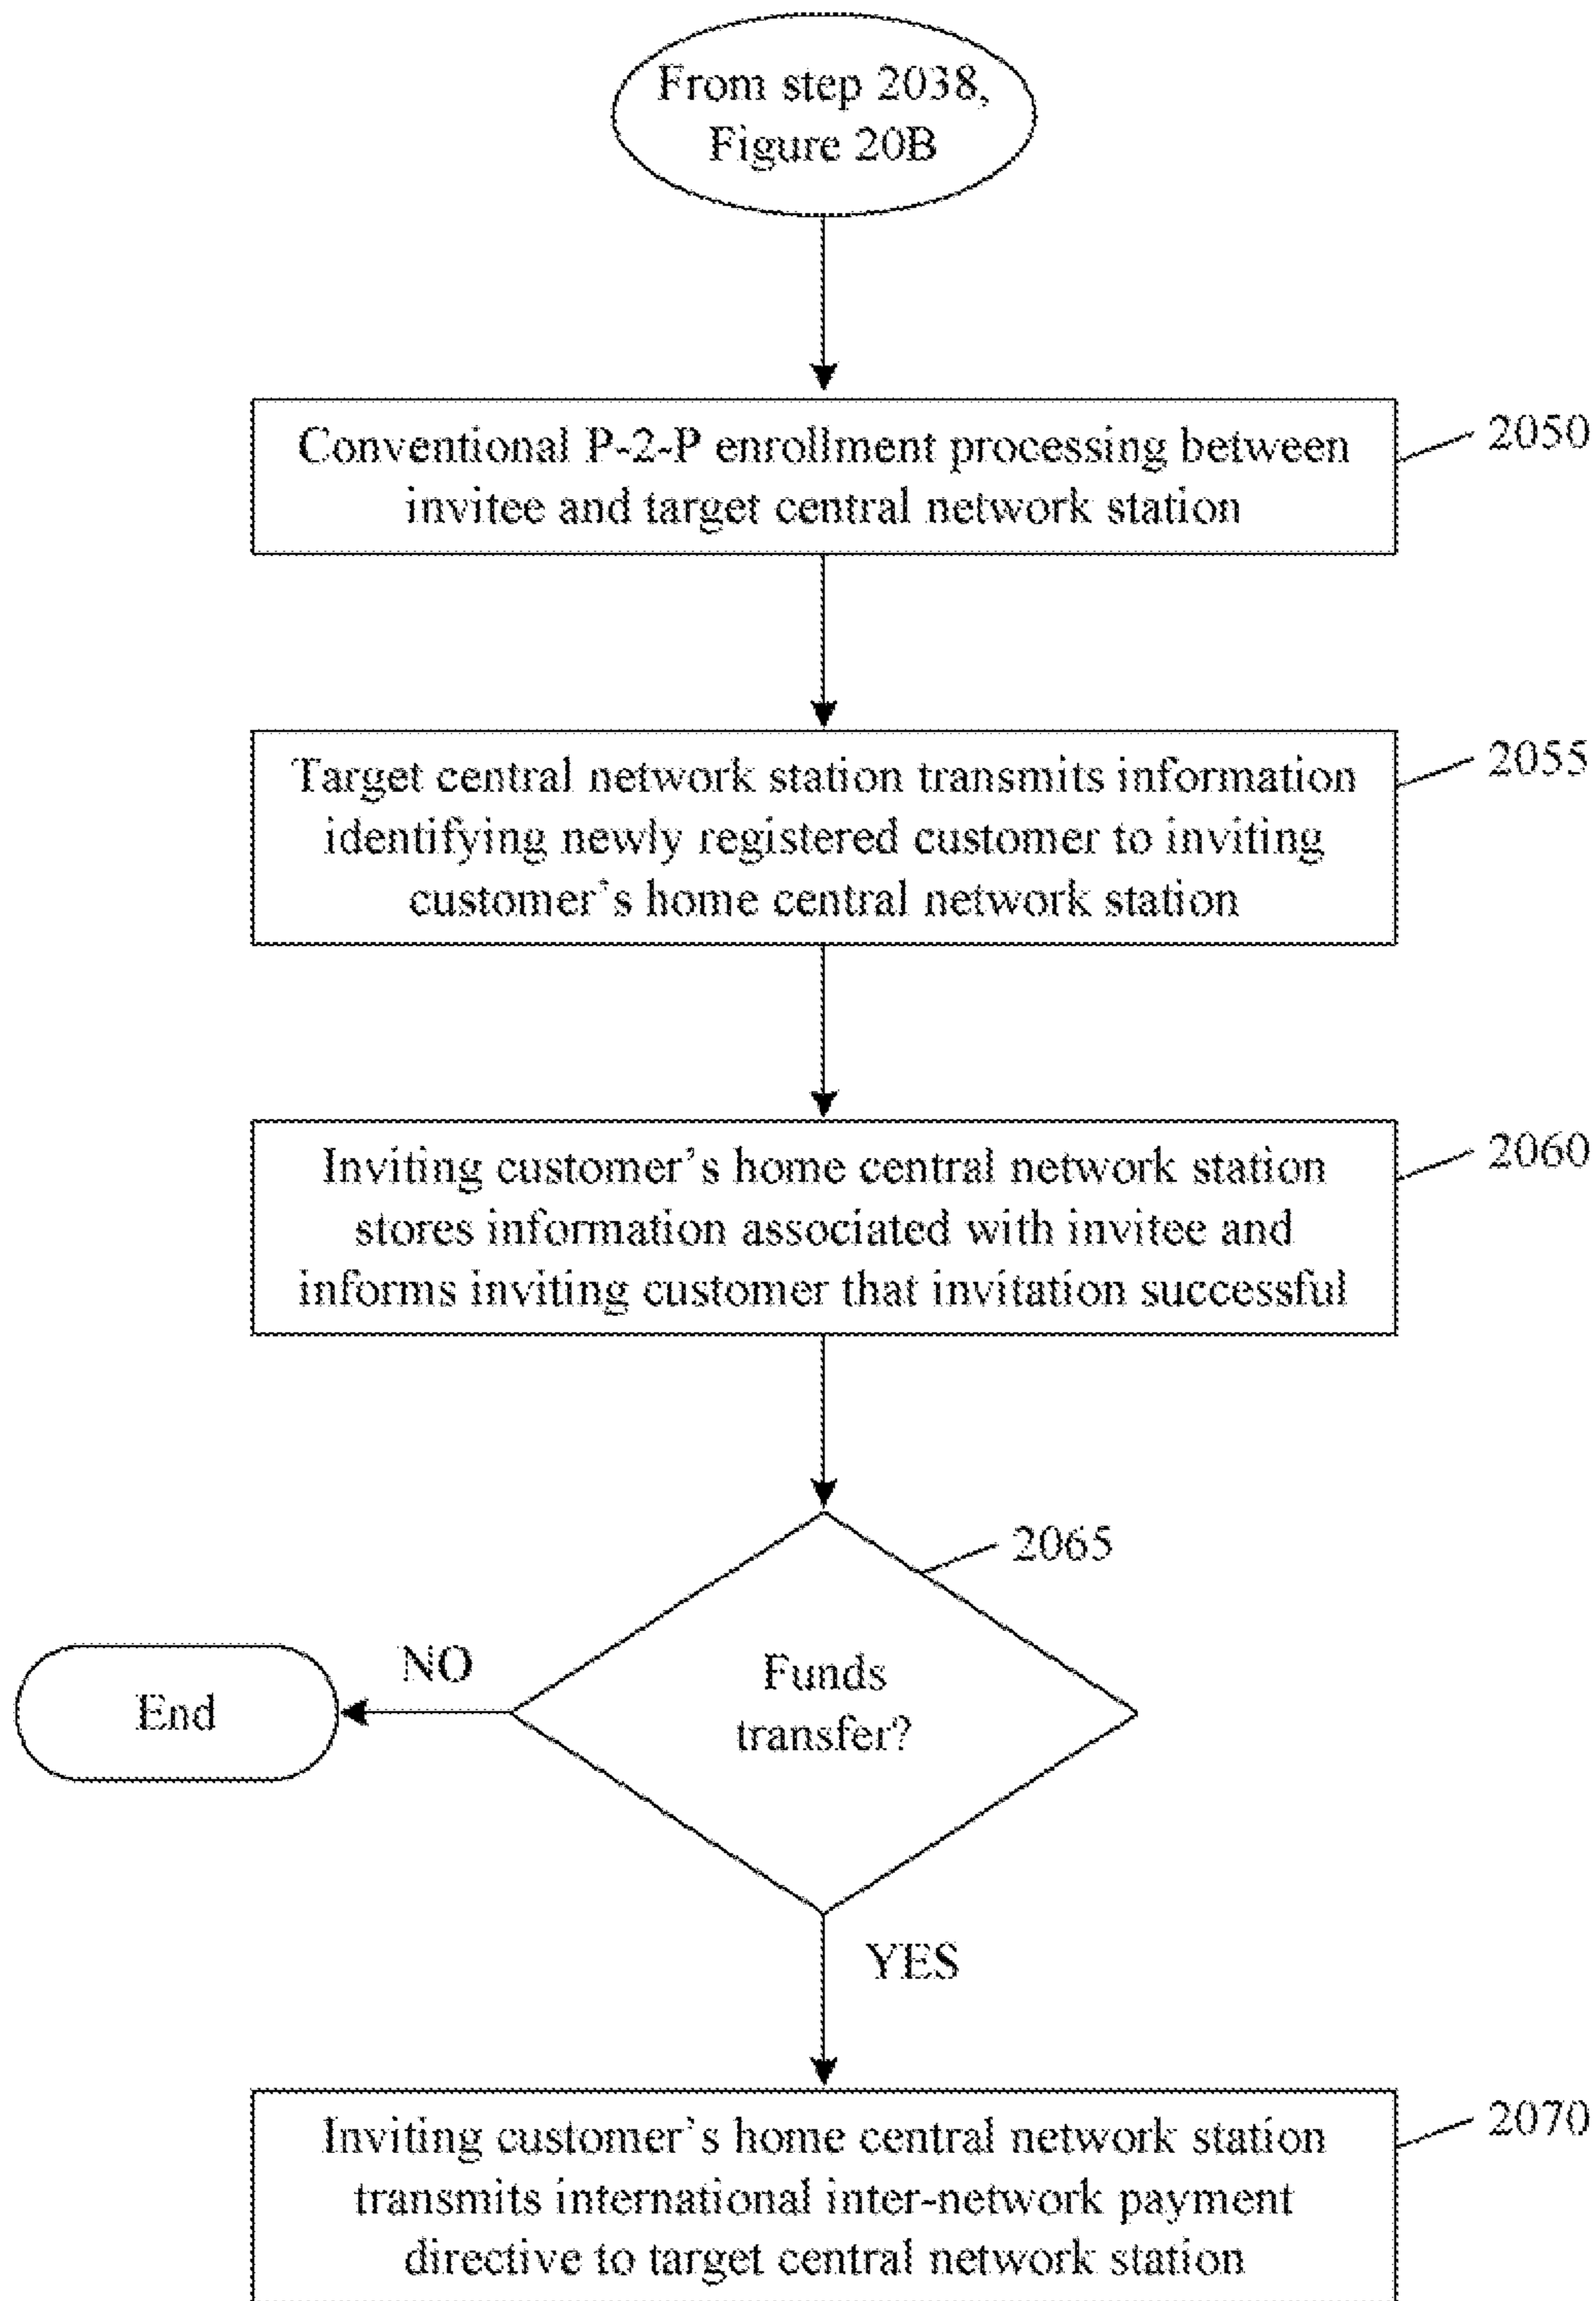 From step 2038,
Figure 20B
Conventional P-2-P enrollment processing between
invitee and target central network station
2050
Target central network station transmits information
identifying newly registered customer to inviting
customer's home central network station
2055
Inviting customer's home central network station
stores information associated with invitee and
informs inviting customer that invitation successful
2060
2065
Funds
transfer?
NO
End
YES
Inviting customer's home central network station
transmits international inter-network payment
directive to target central network station
2070